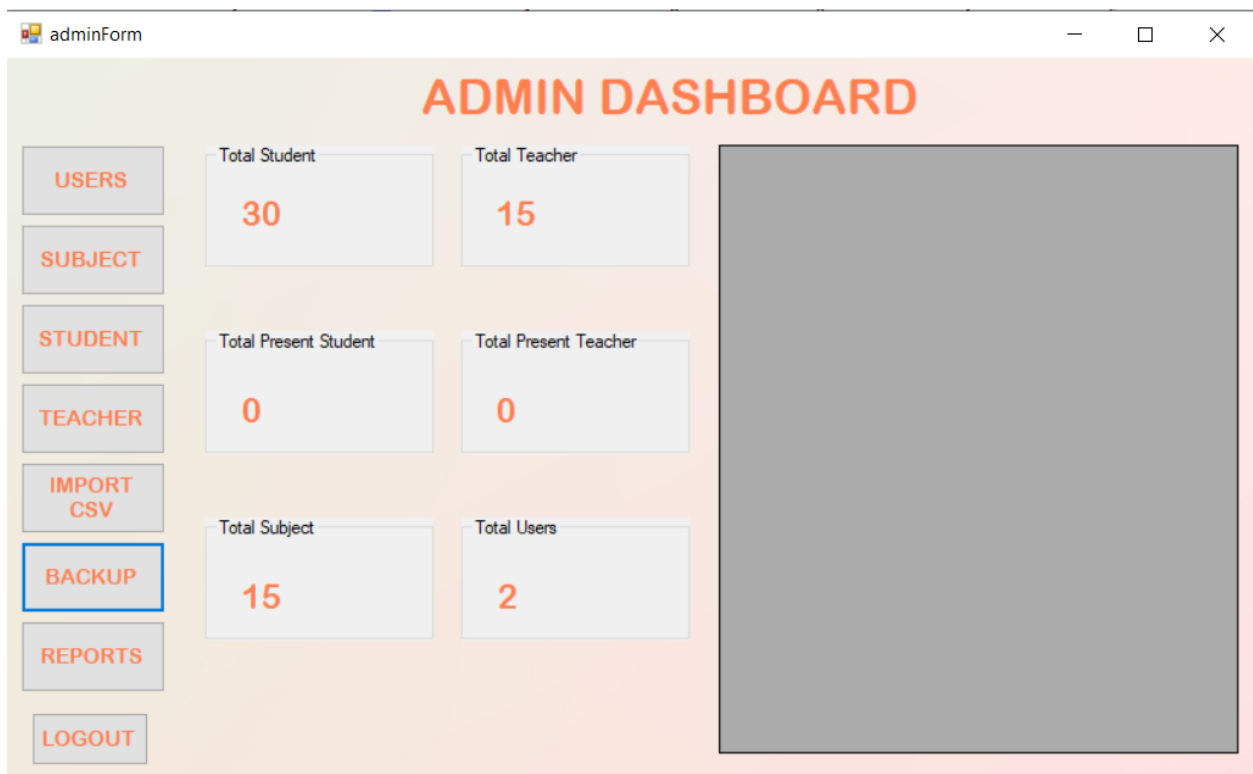 adminForm
ADMIN DASHBOARD
USERS
SUBJECT
STUDENT
TEACHER
IMPORT
CSV
BACKUP
REPORTS
LOGOUT
Total Student
30
Total Teacher
15
Total Present Student
0
Total Present Teacher
0
Total Subject
15
Total Users
2